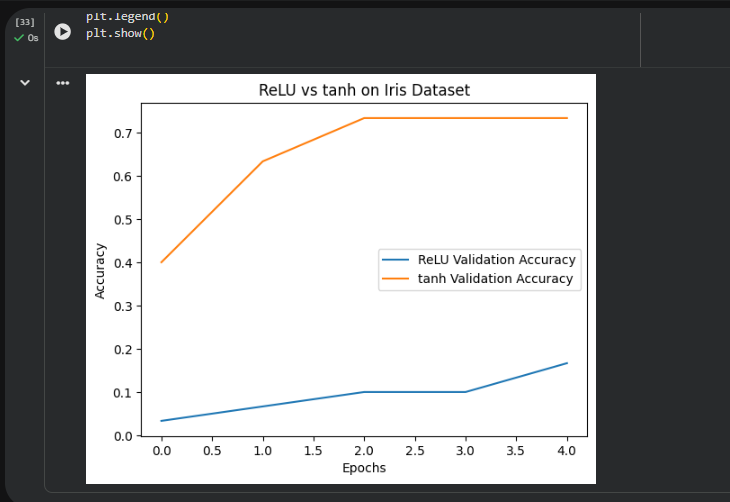 [33]
0s
plt.legend()
plt.show()
ReLU vs tanh on Iris Dataset
0.7
0.6
0.5
0.4
0.3
0.2
0.1
0.0
Accuracy
ReLU Validation Accuracy
tanh Validation Accuracy
0.0 0.5 1.0 1.5 2.0 2.5 3.0 3.5 4.0
Epochs